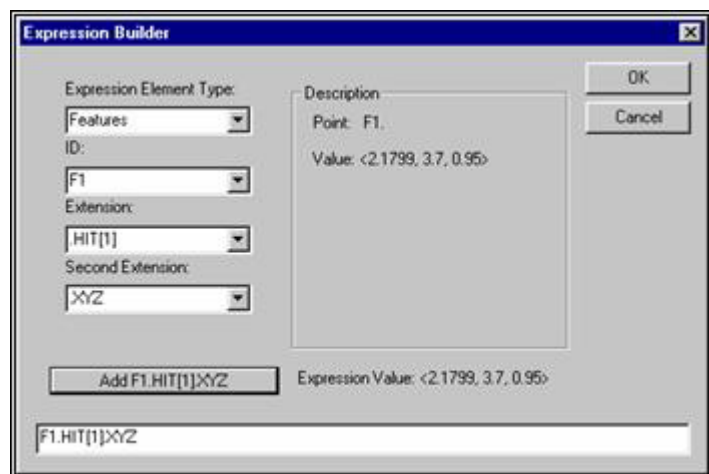 Expression Builder
Expression Element Type:
Features
ID:
F1
Extension:
.HIT[1]
Second Extension:
.XYZ
Description
Point: F1.
Value: <2.1799, 3.7, 0.95>
OK
Cancel
Add F1.HIT[1].XYZ
Expression Value: <2.1799, 3.7, 0.95>
F1.HIT[1].XYZ